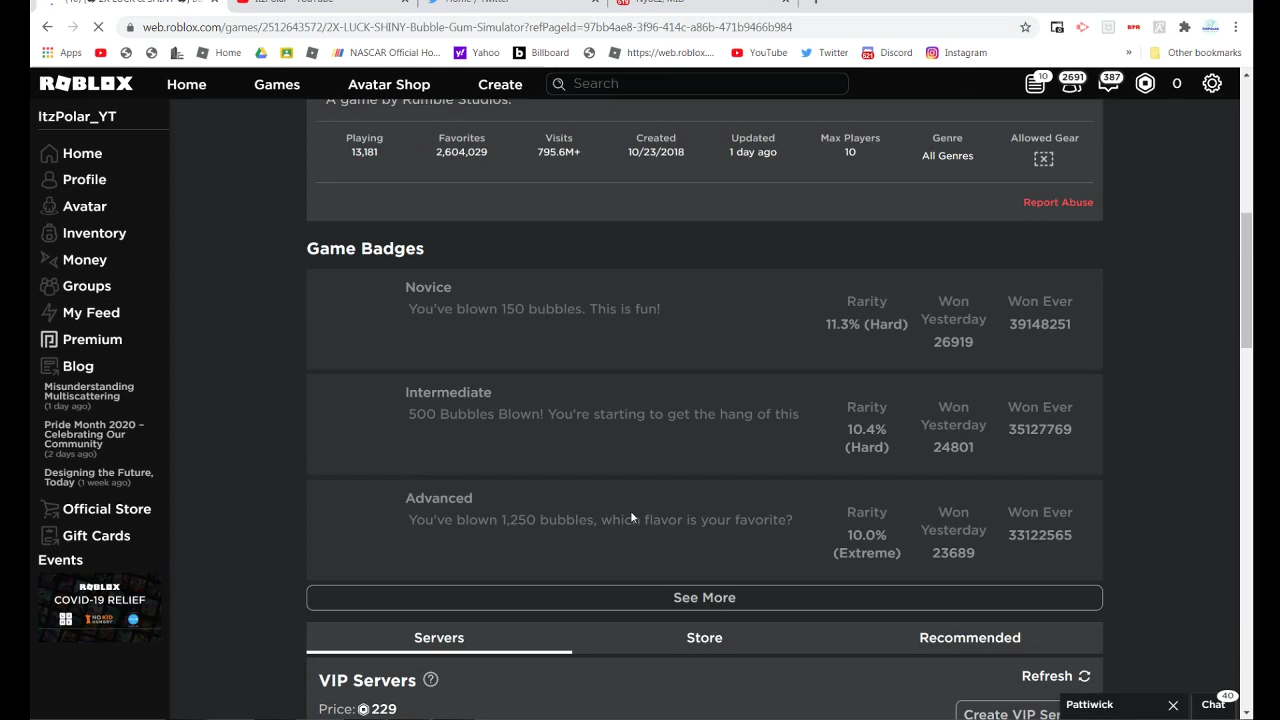 web.roblox.com/games/2512643572/2X-LUCK-SHINY-Bubble-Gum-Simulator?refPageId=97bb4ae8-3f96-414c-a86b-471b9466b984
Apps
Home
NASCAR Official Ho...
Yahoo
Billboard
https://web.roblox....
YouTube
Twitter
Discord
Instagram
»
Other bookmarks
ROBLOX
Home
Games
Avatar Shop
Create
Search
10
2691
387
0
ItzPolar_YT
Home
Profile
Avatar
Inventory
Money
Groups
My Feed
Premium
Blog
Misunderstanding
Multiscattering
(1 day ago)
Pride Month 2020 –
Celebrating Our
Community
(2 days ago)
Designing the Future,
Today (1 week ago)
Official Store
Gift Cards
Events
ROBLOX
COVID-19 RELIEF
NO KID HUNGRY
A game by Rumble Studios.
Playing Favorites Visits Created Updated Max Players Genre Allowed Gear
13,181 2,604,029 795.6M+ 10/23/2018 1 day ago 10 All Genres
Report Abuse
Game Badges
Novice
You've blown 150 bubbles. This is fun!
Rarity
11.3% (Hard)
Won
Yesterday
26919
Won Ever
39148251
Intermediate
500 Bubbles Blown! You're starting to get the hang of this
Rarity
10.4%
(Hard)
Won
Yesterday
24801
Won Ever
35127769
Advanced
You've blown 1,250 bubbles, which flavor is your favorite?
Rarity
10.0%
(Extreme)
Won
Yesterday
23689
Won Ever
33122565
See More
Servers Store Recommended
VIP Servers
Refresh
Price: 229
Create VIP Ser
Pattiwick
Chat
40